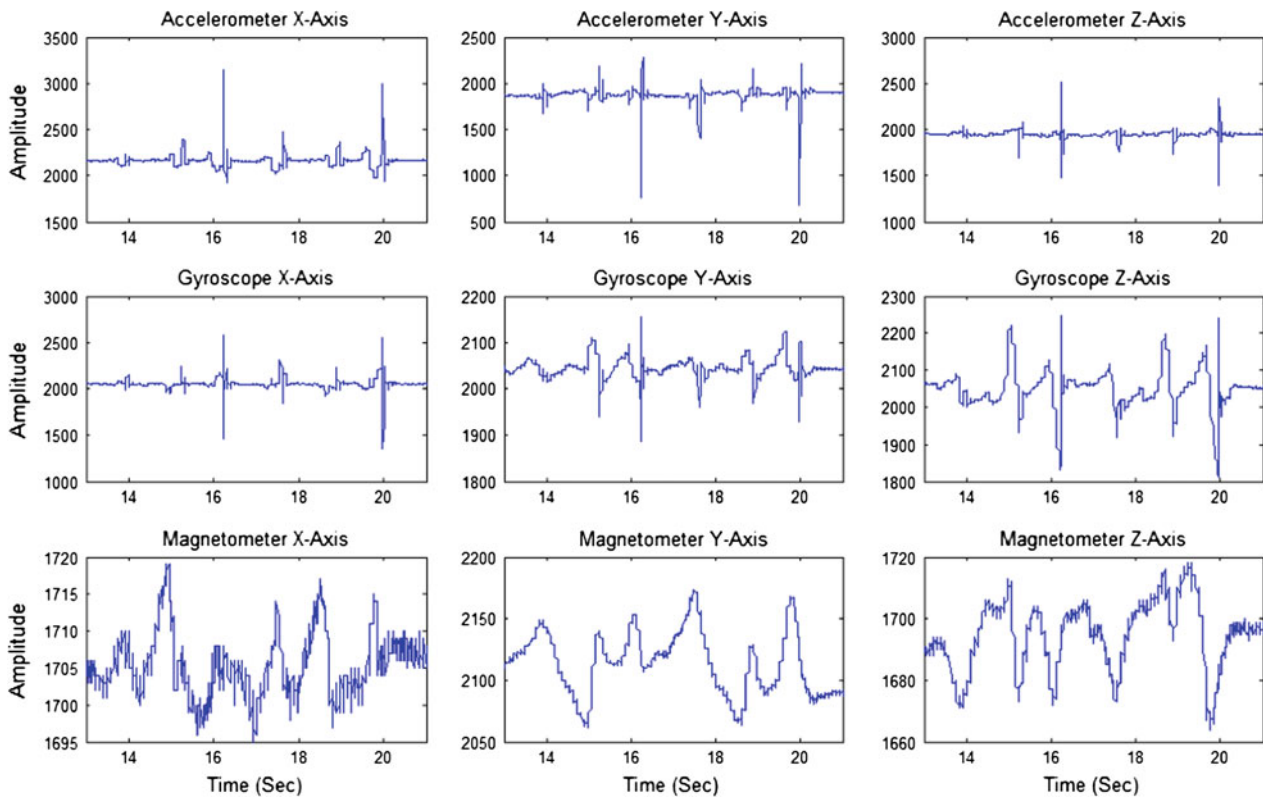 Accelerometer X-Axis
Accelerometer Y-Axis
Accelerometer Z-Axis
Amplitude
3500
3000
2500
2000
1500
14 16 18 20
2500
2000
1500
1000
500
14 16 18 20
3000
2500
2000
1500
1000
14 16 18 20
Gyroscope X-Axis
Gyroscope Y-Axis
Gyroscope Z-Axis
Amplitude
3000
2500
2000
1500
1000
14 16 18 20
2200
2100
2000
1900
1800
14 16 18 20
2300
2200
2100
2000
1900
1800
14 16 18 20
Magnetometer X-Axis
Magnetometer Y-Axis
Magnetometer Z-Axis
Amplitude
1720
1715
1710
1705
1700
1695
14 16 18 20
Time (Sec)
2200
2150
2100
2050
14 16 18 20
Time (Sec)
1720
1700
1680
1660
14 16 18 20
Time (Sec)